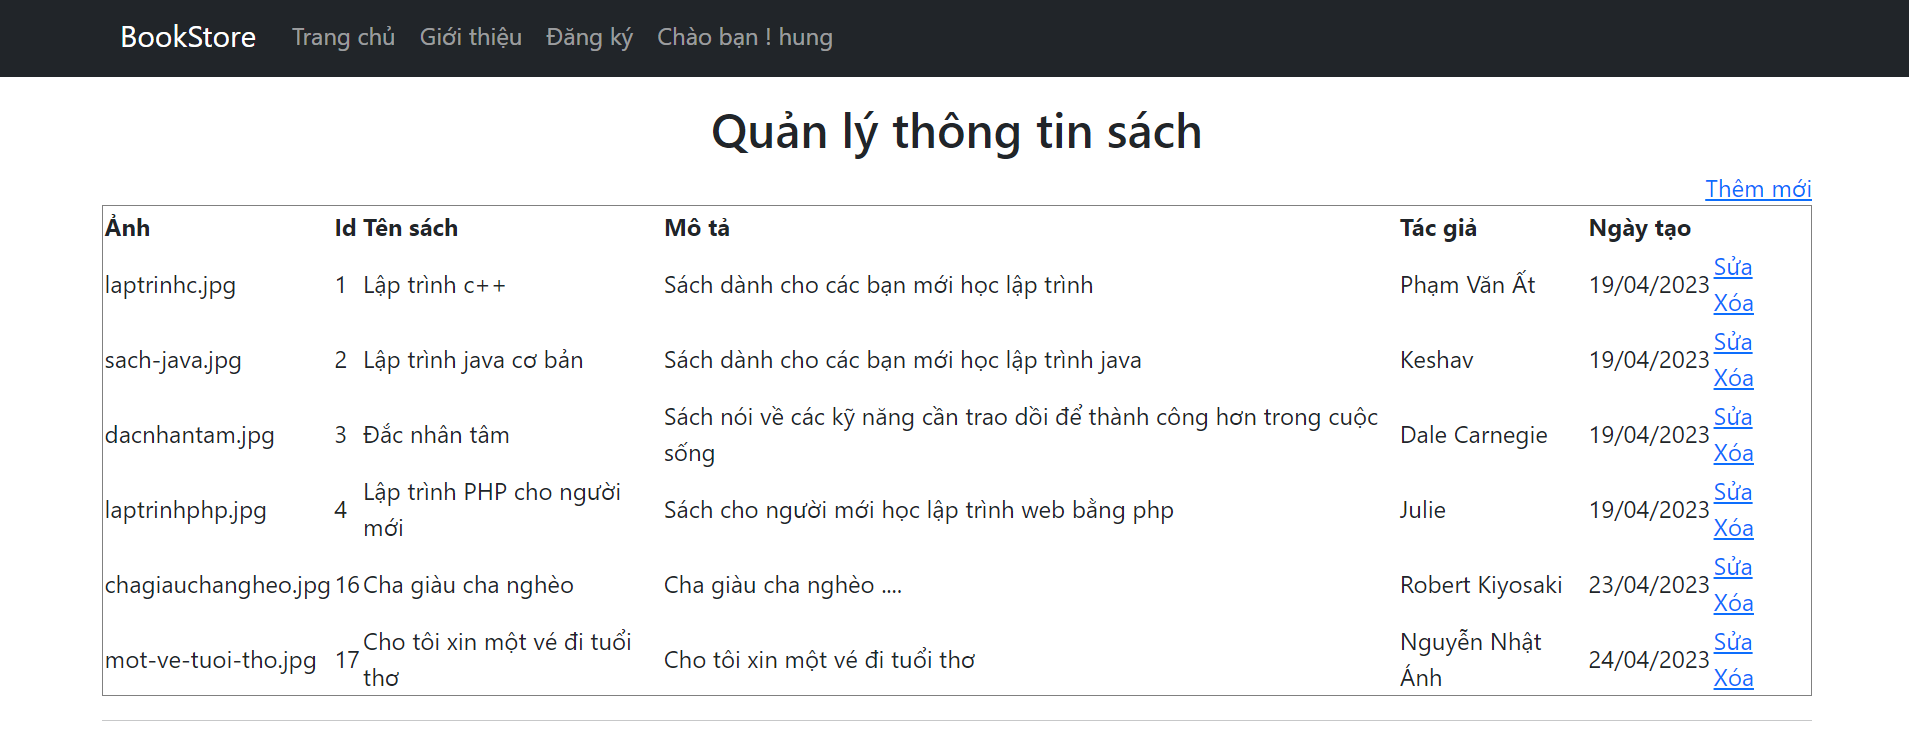 BookStore Trang chủ Giới thiệu Đăng ký Chào bạn ! hung
Quản lý thông tin sách
Thêm mới
Ảnh Id Tên sách Mô tả Tác giả Ngày tạo
laptrinhc.jpg 1 Lập trình c++ Sách dành cho các bạn mới học lập trình Phạm Văn Ất 19/04/2023 Sửa
Xóa
sach-java.jpg 2 Lập trình java cơ bản Sách dành cho các bạn mới học lập trình java Keshav 19/04/2023 Sửa
Xóa
dacnhantam.jpg 3 Đắc nhân tâm Sách nói về các kỹ năng cần trao dồi để thành công hơn trong cuộc
sống Dale Carnegie 19/04/2023 Sửa
Xóa
laptrinhphp.jpg 4 Lập trình PHP cho người
mới Sách cho người mới học lập trình web bằng php Julie 19/04/2023 Sửa
Xóa
chagiauchangheo.jpg 16 Cha giàu cha nghèo Cha giàu cha nghèo .... Robert Kiyosaki 23/04/2023 Sửa
Xóa
mot-ve-tuoi-tho.jpg 17 Cho tôi xin một vé đi tuổi
thơ Cho tôi xin một vé đi tuổi thơ Nguyễn Nhật
Ánh 24/04/2023 Sửa
Xóa